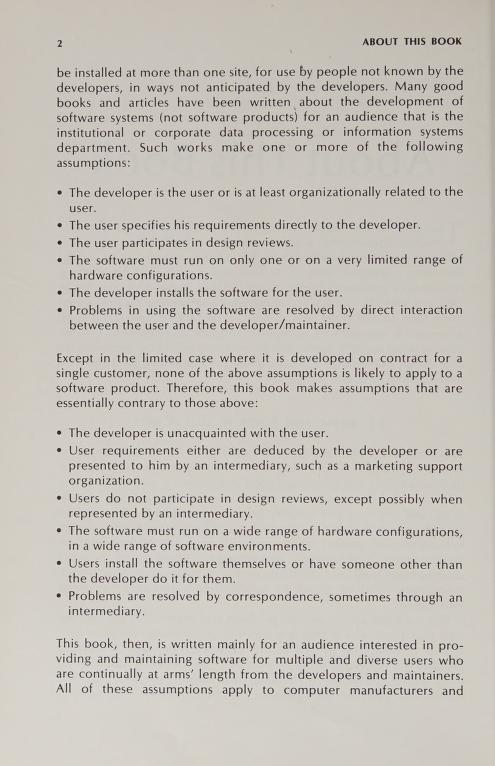 2 ABOUT THIS BOOK
be installed at more than one site, for use by people not known by the
developers, in ways not anticipated by the developers. Many good
books and articles have been written about the development of
software systems (not software products) for an audience that is the
institutional or corporate data processing or information systems
department. Such works make one or more of the following
assumptions:
• The developer is the user or is at least organizationally related to the
user.
• The user specifies his requirements directly to the developer.
• The user participates in design reviews.
• The software must run on only one or on a very limited range of
hardware configurations.
• The developer installs the software for the user.
• Problems in using the software are resolved by direct interaction
between the user and the developer/maintainer.
Except in the limited case where it is developed on contract for a
single customer, none of the above assumptions is likely to apply to a
software product. Therefore, this book makes assumptions that are
essentially contrary to those above:
• The developer is unacquainted with the user.
• User requirements either are deduced by the developer or are
presented to him by an intermediary, such as a marketing support
organization.
• Users do not participate in design reviews, except possibly when
represented by an intermediary.
• The software must run on a wide range of hardware configurations,
in a wide range of software environments.
• Users install the software themselves or have someone other than
the developer do it for them.
• Problems are resolved by correspondence, sometimes through an
intermediary.
This book, then, is written mainly for an audience interested in pro-
viding and maintaining software for multiple and diverse users who
are continually at arms' length from the developers and maintainers.
All of these assumptions apply to computer manufacturers and